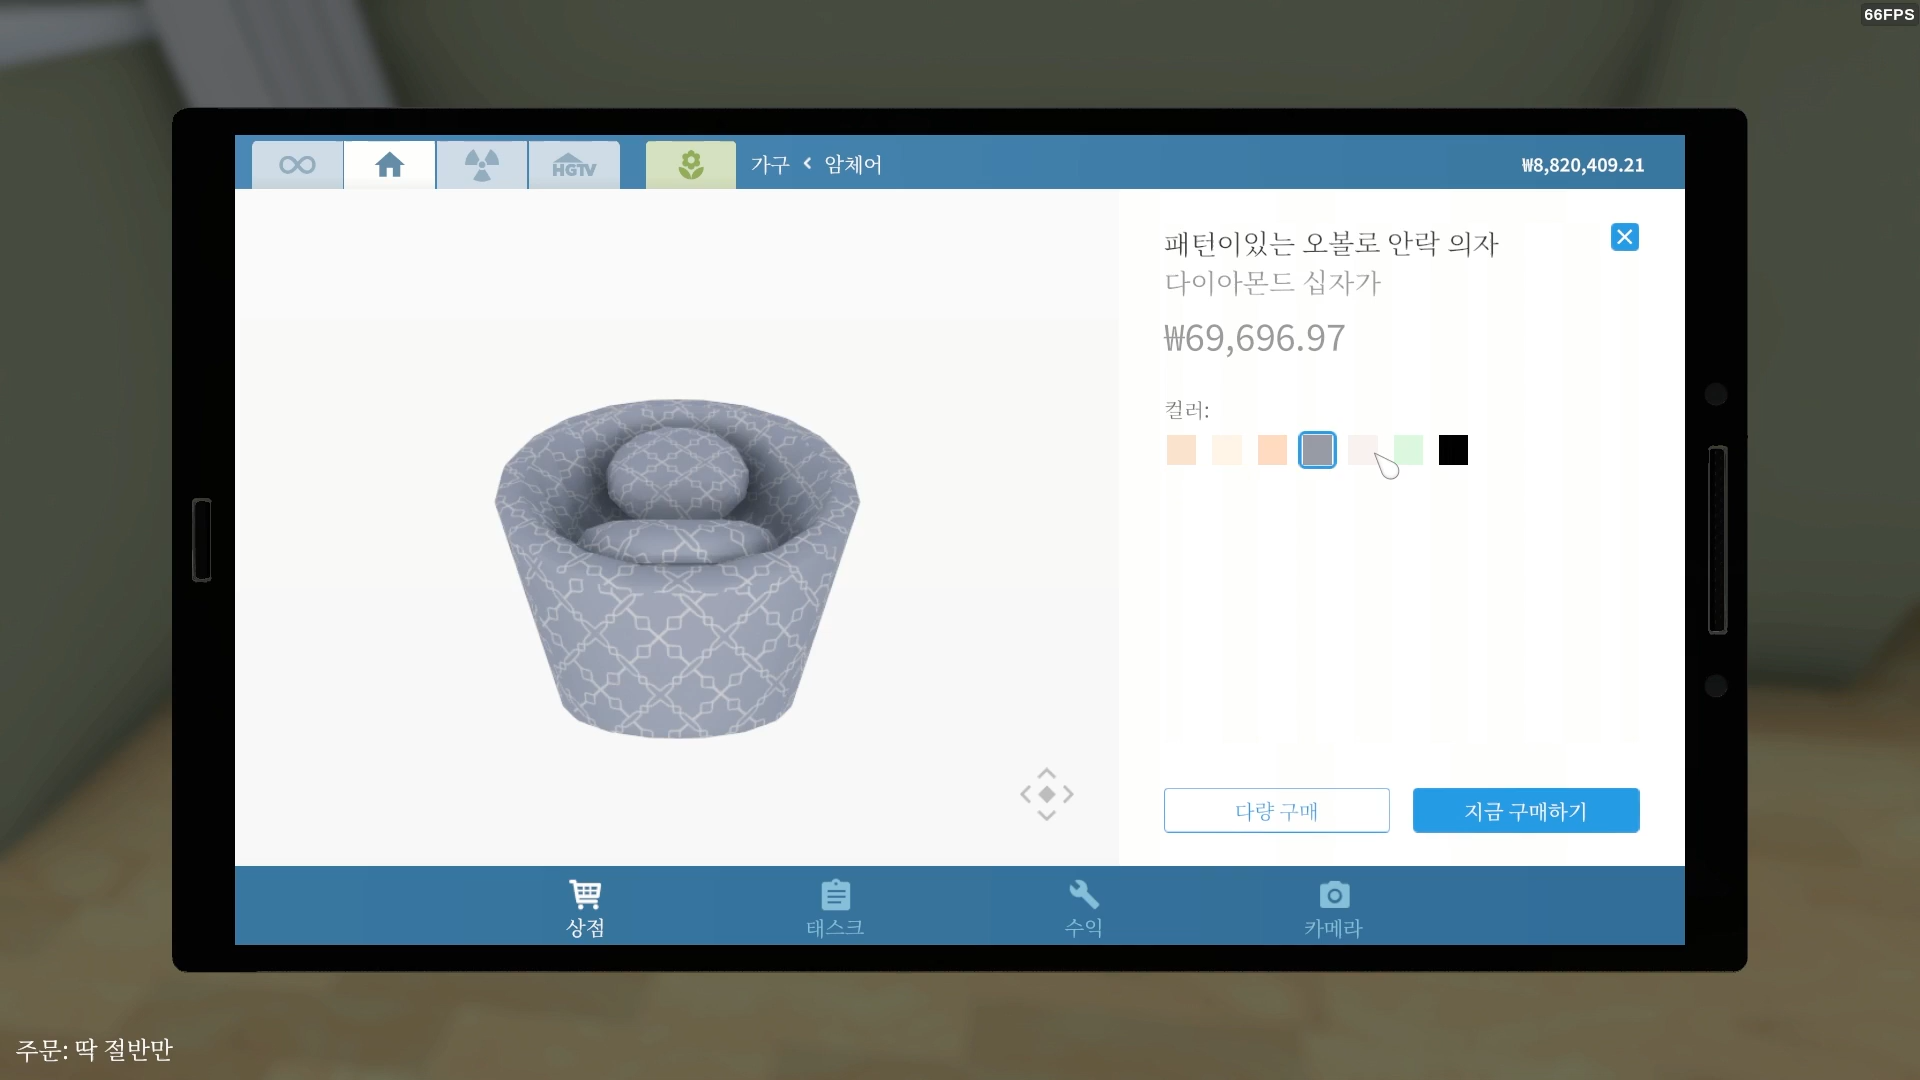 66FPS
HGTV
가구 < 암체어
₩8,820,409.21
패턴이있는 오볼로 안락 의자
다이아몬드 십자가
₩69,696.97
컬러:
다량 구매
지금 구매하기
상점
태스크
수익
카메라
주문: 딱 절반만